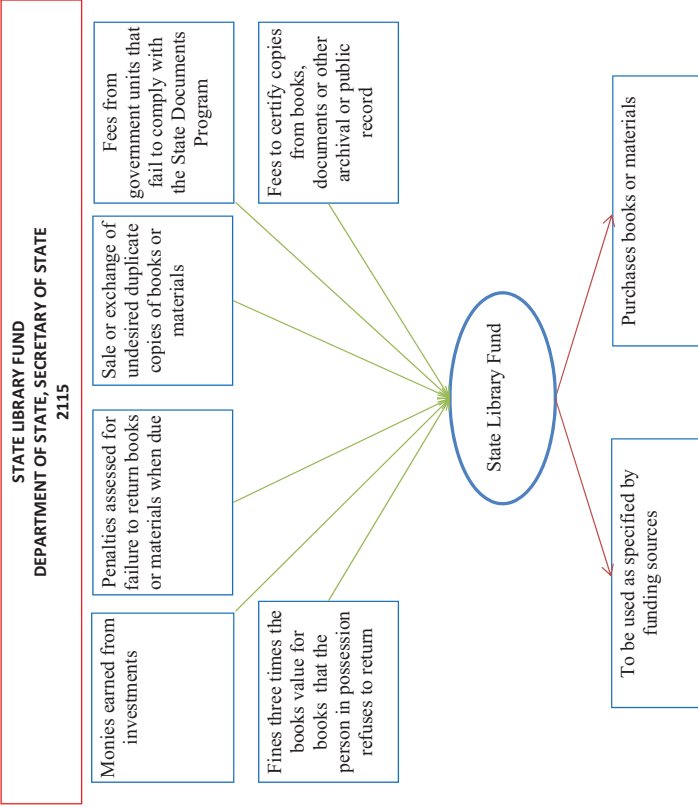 STATE LIBRARY FUND
DEPARTMENT OF STATE, SECRETARY OF STATE
2115
Monies earned from
investments
Penalties assessed for
failure to return books
or materials when due
Sale or exchange of
undesired duplicate
copies of books or
materials
Fees from
government units that
fail to comply with
the State Documents
Program
Fines three times the
books value for
books that the
person in possession
refuses to return
Fees to certify copies
from books,
documents or other
archival or public
record
State Library Fund
To be used as specified by
funding sources
Purchases books or materials